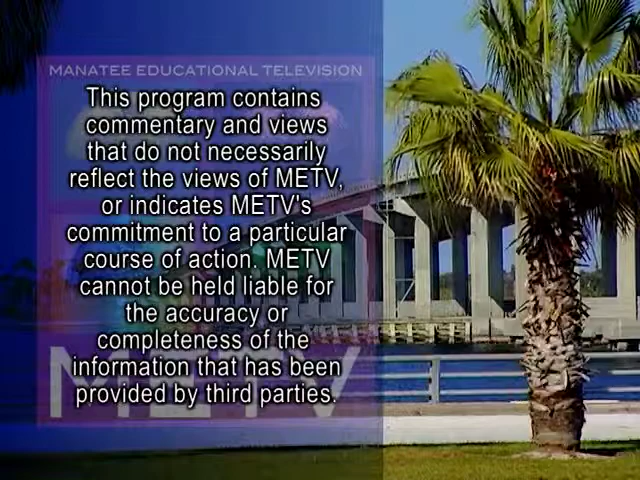 MANATEE EDUCATIONAL TELEVISION
This program contains
commentary and views
that do not necessarily
reflect the views of METV,
or indicates METV's
commitment to a particular
course of action. METV
cannot be held liable for
the accuracy or
completeness of the
information that has been
provided by third parties.
METV